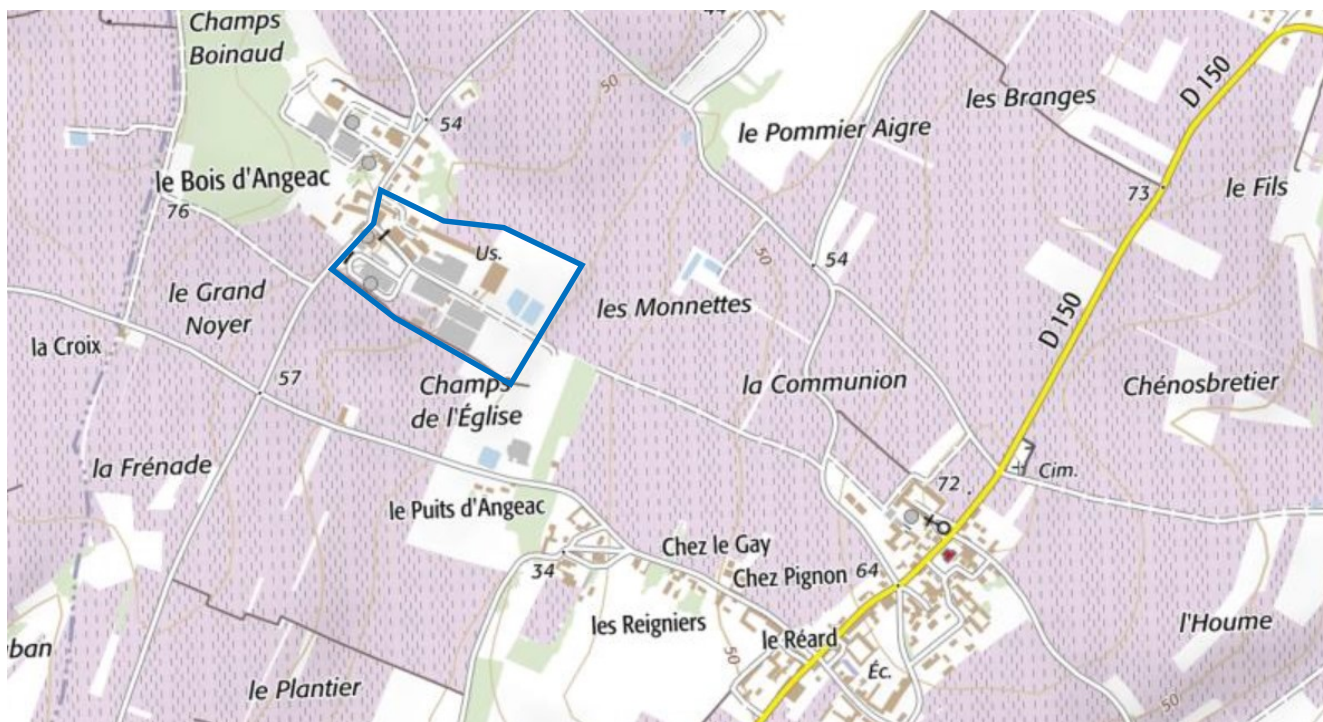 Champs
Boinaud
50
D 150
les Branges
54
le Pommier Aigre
le Bois d'Angeac
73
le Fils
76
Us.
50
54
le Grand
Noyer
les Monnettes
D 150
la Croix
57
Champs
de l'Église
la Communion
Chénosbretier
la Frénade
72
Cim.
le Puits d'Angeac
Chez le Gay
34
Chez Pignon
64
les Reigniers
le Réard
l'Houme
ban
50
Éc.
le Plantier
50